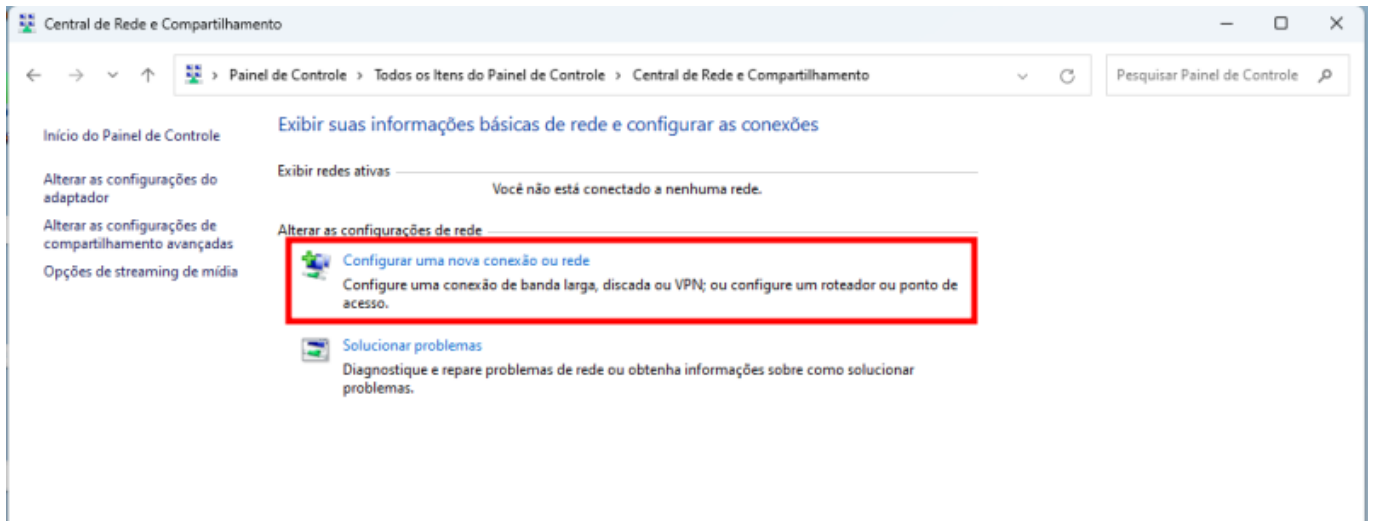 Central de Rede e Compartilhamento
Painel de Controle > Todos os Itens do Painel de Controle > Central de Rede e Compartilhamento
Pesquisar Painel de Controle
Início do Painel de Controle
Alterar as configurações do
adaptador
Alterar as configurações de
compartilhamento avançadas
Opções de streaming de mídia
Exibir suas informações básicas de rede e configurar as conexões
Exibir redes ativas
Você não está conectado a nenhuma rede.
Alterar as configurações de rede
Configurar uma nova conexão ou rede
Configure uma conexão de banda larga, discada ou VPN; ou configure um roteador ou ponto de
acesso.
Solucionar problemas
Diagnostique e repare problemas de rede ou obtenha informações sobre como solucionar
problemas.